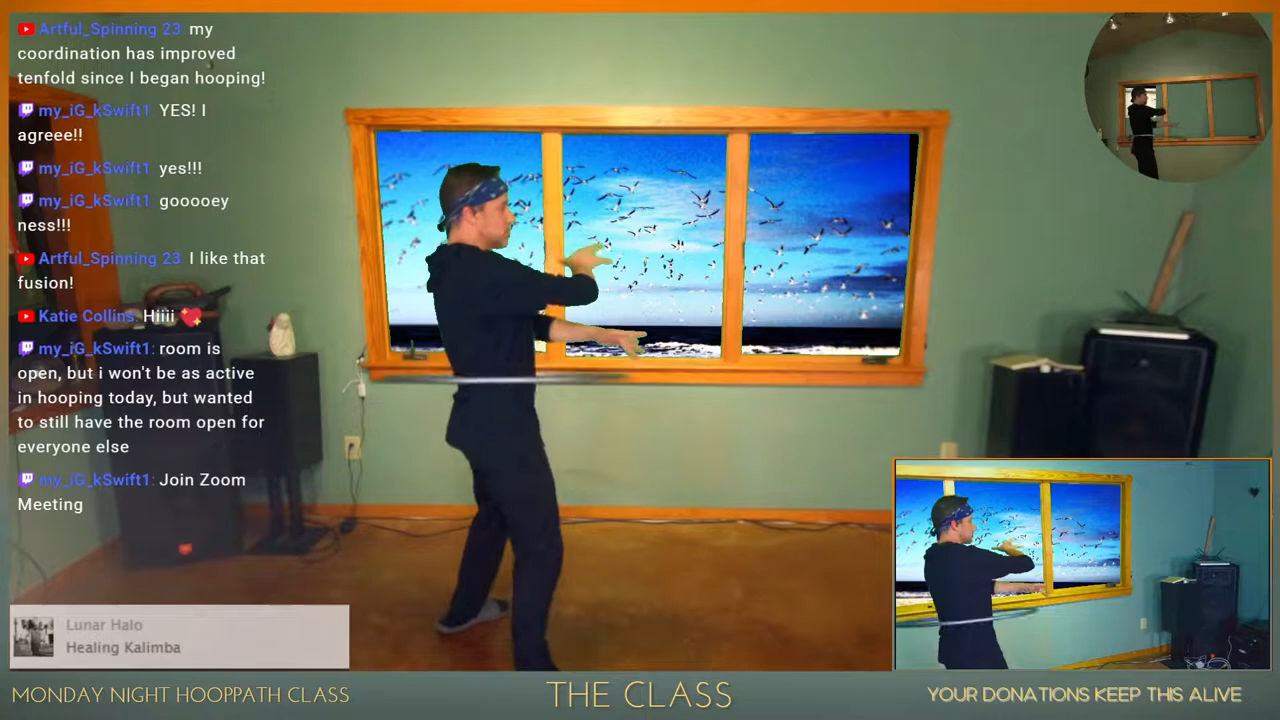 Artful_Spinning 23 my
coordination has improved
tenfold since I began hooping!
my_iG_kSwift1 YES! I
agreee!!
my_iG_kSwift1 yes!!!
my_iG_kSwift1 gooooey
ness!!!
Artful_Spinning 23 I like that
fusion!
Katie Collins: Hiiii 💖
my_iG_kSwift1: room is
open, but i won't be as active
in hooping today, but wanted
to still have the room open for
everyone else
my_iG_kSwift1: Join Zoom
Meeting
Lunar Halo
Healing Kalimba
MONDAY NIGHT HOOPPATH CLASS
THE CLASS
YOUR DONATIONS KEEP THIS ALIVE